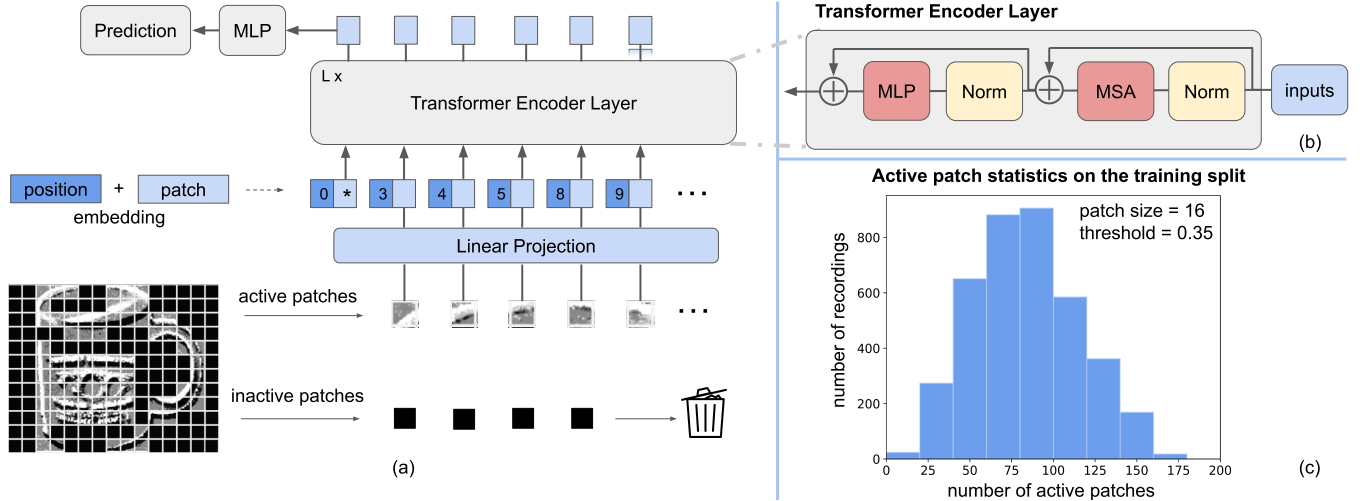 Prediction
MLP
L x
Transformer Encoder Layer
position + patch
embedding
0 * 3 4 5 8 9 ...
Linear Projection
active patches
...
inactive patches
(a)
Transformer Encoder Layer
MLP
Norm
MSA
Norm
inputs
(b)
Active patch statistics on the training split
patch size = 16
threshold = 0.35
number of recordings
800
600
400
200
0
0 25 50 75 100 125 150 175 200
number of active patches
(c)